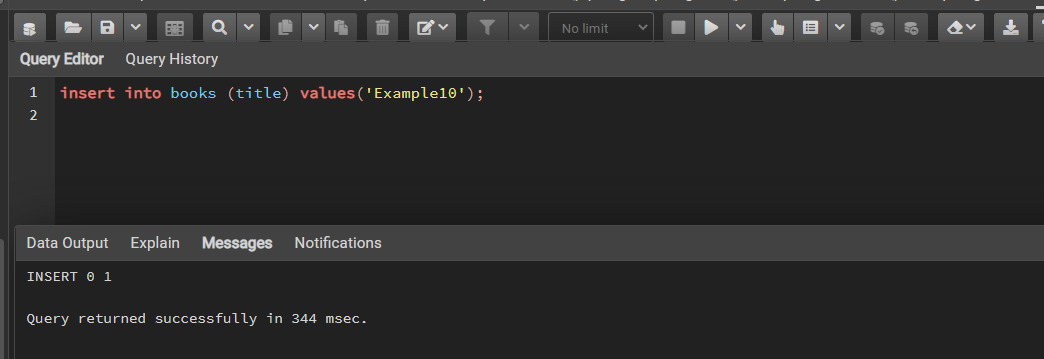 No limit
Query Editor Query History
1 insert into books (title) values('Example10');
2
Data Output Explain Messages Notifications
INSERT 0 1
Query returned successfully in 344 msec.